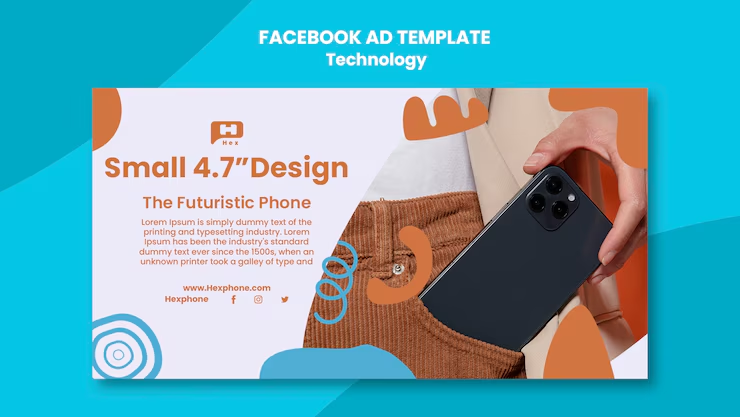 FACEBOOK AD TEMPLATE
Technology
Hex
Small 4.7”Design
The Futuristic Phone
Lorem Ipsum is simply dummy text of the
printing and typesetting industry. Lorem
Ipsum has been the industry's standard
dummy text ever since the 1500s, when an
unknown printer took a galley of type and
www.Hexphone.com
Hexphone